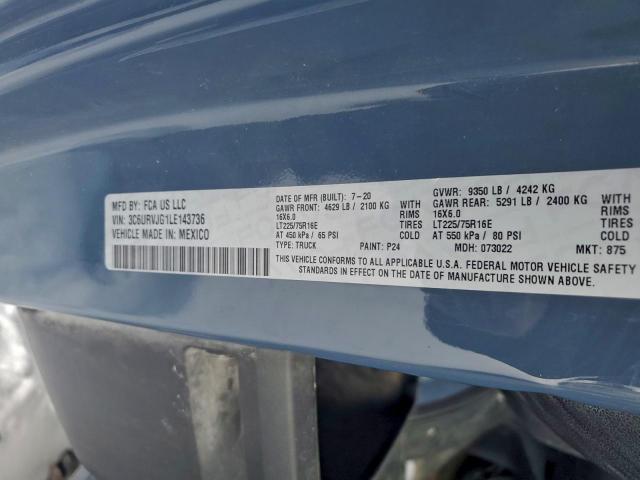 MFD BY: FCA US LLC
VIN: 3C6URVJG1LE143736
VEHICLE MADE IN: MEXICO
DATE OF MFR (BUILT): 7-20
GAWR FRONT: 4629 LB / 2100 KG WITH
16X6.0 RIMS
LT225/75R16E TIRES
AT 450 kPa / 65 PSI COLD
TYPE: TRUCK PAINT: P24
GVWR: 9350 LB / 4242 KG
GAWR REAR: 5291 LB / 2400 KG WITH
16X6.0 RIMS
LT225/75R16E TIRES
AT 550 kPa / 80 PSI COLD
MDH: 073022 MKT: 875
THIS VEHICLE CONFORMS TO ALL APPLICABLE U.S.A. FEDERAL MOTOR VEHICLE SAFETY
STANDARDS IN EFFECT ON THE DATE OF MANUFACTURE SHOWN ABOVE.